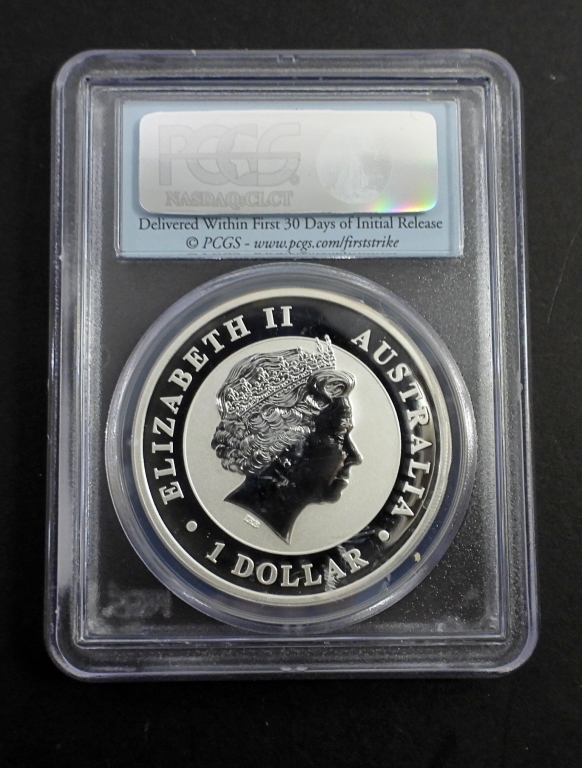 PCGS
NASDAQ:CLCT
Delivered Within First 30 Days of Initial Release
© PCGS - www.pcgs.com/firststrike
ELIZABETH II AUSTRALIA
• 1 DOLLAR •
IRB